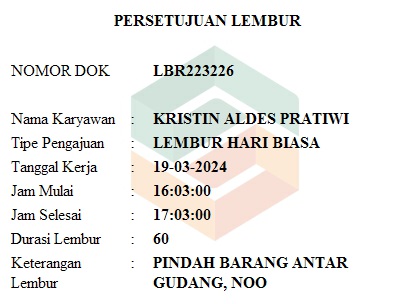 PERSETUJUAN LEMBUR
NOMOR DOK LBR223226
Nama Karyawan : KRISTIN ALDES PRATIWI
Tipe Pengajuan : LEMBUR HARI BIASA
Tanggal Kerja : 19-03-2024
Jam Mulai : 16:03:00
Jam Selesai : 17:03:00
Durasi Lembur : 60
Keterangan : PINDAH BARANG ANTAR
Lembur GUDANG, NOO